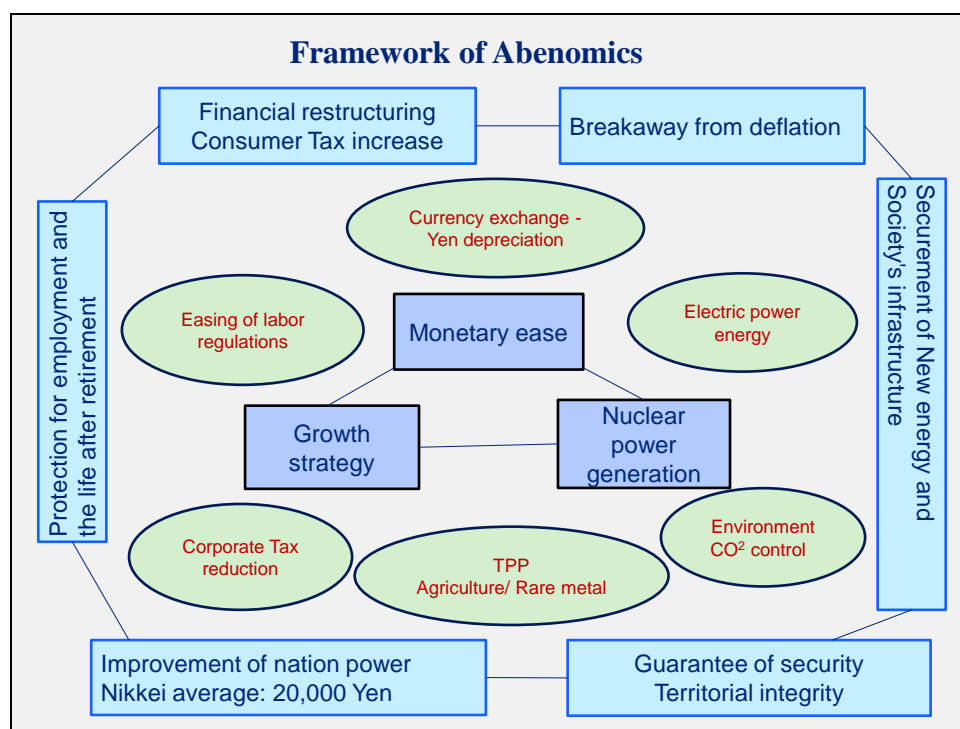 Framework of Abenomics
Financial restructuring
Consumer Tax increase
Breakaway from deflation
Securement of New energy and
Society's infrastructure
Protection for employment and
the life after retirement
Currency exchange -
Yen depreciation
Easing of labor
regulations
Electric power
energy
Monetary ease
Growth
strategy
Nuclear
power
generation
Corporate Tax
reduction
TPP
Agriculture/ Rare metal
Environment
CO² control
Improvement of nation power
Nikkei average: 20,000 Yen
Guarantee of security
Territorial integrity